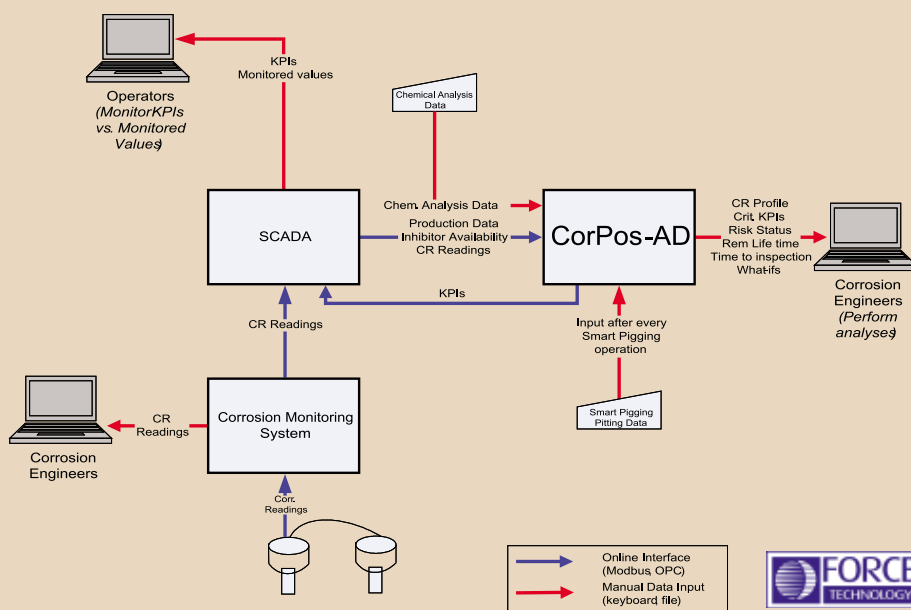 KPIs
Monitored values
Operators
(MonitorKPIs
vs. Monitored
Values)
Chemical Analysis
Data
SCADA
Chem. Analysis Data
Production Data
Inhibitor Availability
CR Readings
CorPos-AD
CR Profile
Crit. KPIs
Risk Status
Rem Life time
Time to inspection
What-ifs
Corrosion
Engineers
(Perform
analyses)
KPIs
CR Readings
Input after every
Smart Pigging
operation
Smart Pigging
Pitting Data
Corrosion Monitoring
System
CR
Readings
Corrosion
Engineers
Corr.
Readings
Online Interface
(Modbus, OPC)
Manual Data Input
(keyboard, file)
FORCE
TECHNOLOGY